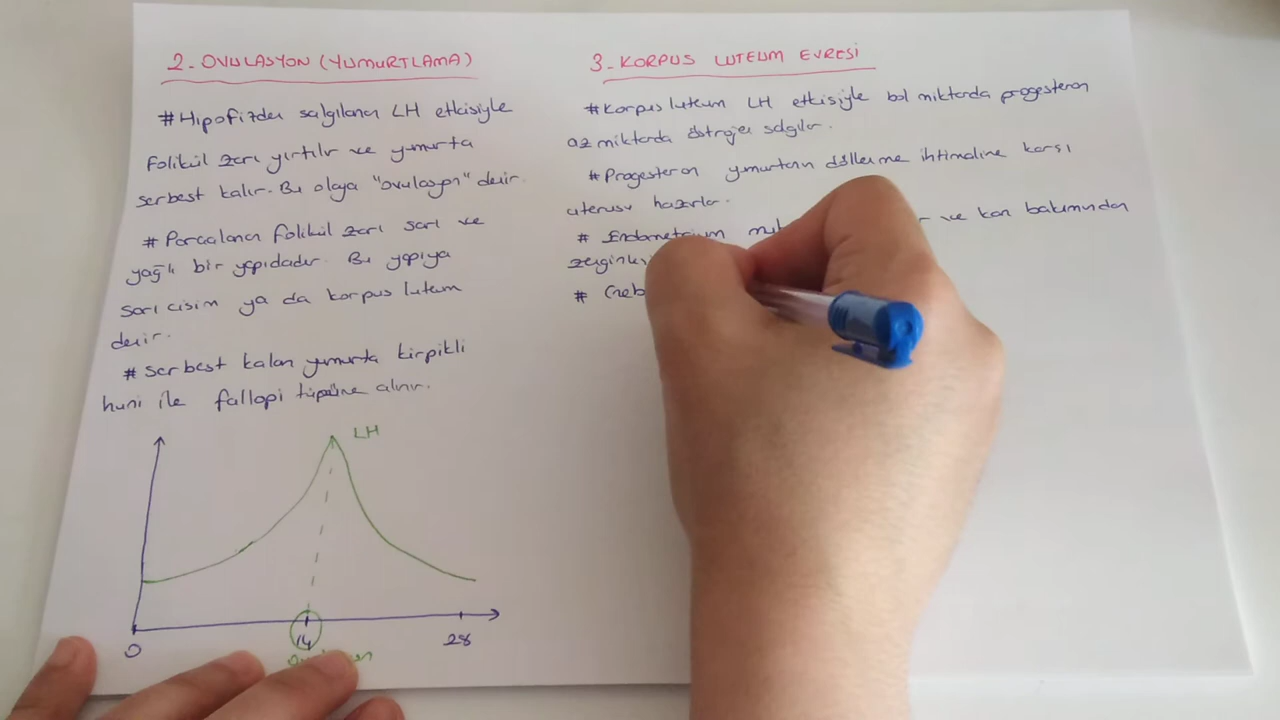 2. OVULASYON (YUMURTLAMA)
# Hipofizden salgılanan LH etkisiyle
folikül zarı yırtılır ve yumurta
serbest kalır. Bu olaya "ovulasyon" denir.
# Parçalanan folikül zarı sarı ve
yağlı bir yapıdadır. Bu yapıya
sarı cisim ya da korpus luteum
denir.
# Serbest kalan yumurta kirpikli
huni ile fallopi tüpüne alınır.
LH
0
14
28
3. KORPUS LUTEUM EVRESİ
# Korpus luteum LH etkisiyle bol miktarda progesteron
az miktarda östrojen salgılar.
# Progesteron yumurtanın döllenme ihtimaline karşı
uterusu hazırlar.
# Endometrium ve kan bakımından
#